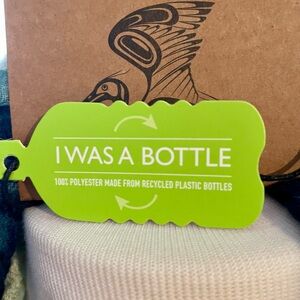 I WAS A BOTTLE
100% POLYESTER MADE FROM RECYCLED PLASTIC BOTTLES